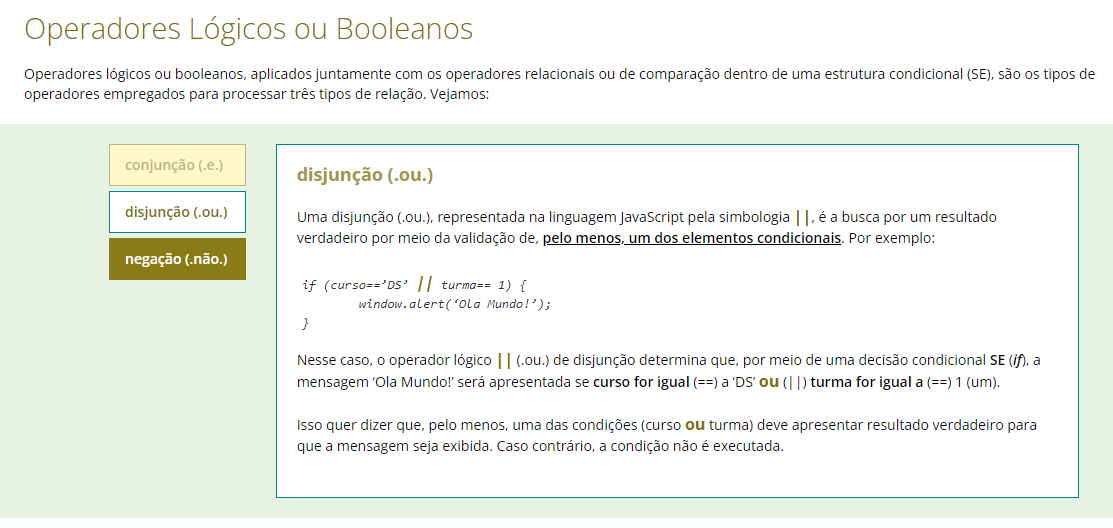 Operadores Lógicos ou Booleanos
Operadores lógicos ou booleanos, aplicados juntamente com os operadores relacionais ou de comparação dentro de uma estrutura condicional (SE), são os tipos de
operadores empregados para processar três tipos de relação. Vejamos:
conjunção (.e.)
disjunção (.ou.)
negação (.não.)
disjunção (.ou.)
Uma disjunção (.ou.), representada na linguagem JavaScript pela simbologia ||, é a busca por um resultado
verdadeiro por meio da validação de, pelo menos, um dos elementos condicionais. Por exemplo:
if (curso==’DS’ || turma== 1) {
window.alert(‘Ola Mundo!’);
}
Nesse caso, o operador lógico || (.ou.) de disjunção determina que, por meio de uma decisão condicional SE (if), a
mensagem ‘Ola Mundo!’ será apresentada se curso for igual (==) a ‘DS’ ou (||) turma for igual a (==) 1 (um).
Isso quer dizer que, pelo menos, uma das condições (curso ou turma) deve apresentar resultado verdadeiro para
que a mensagem seja exibida. Caso contrário, a condição não é executada.